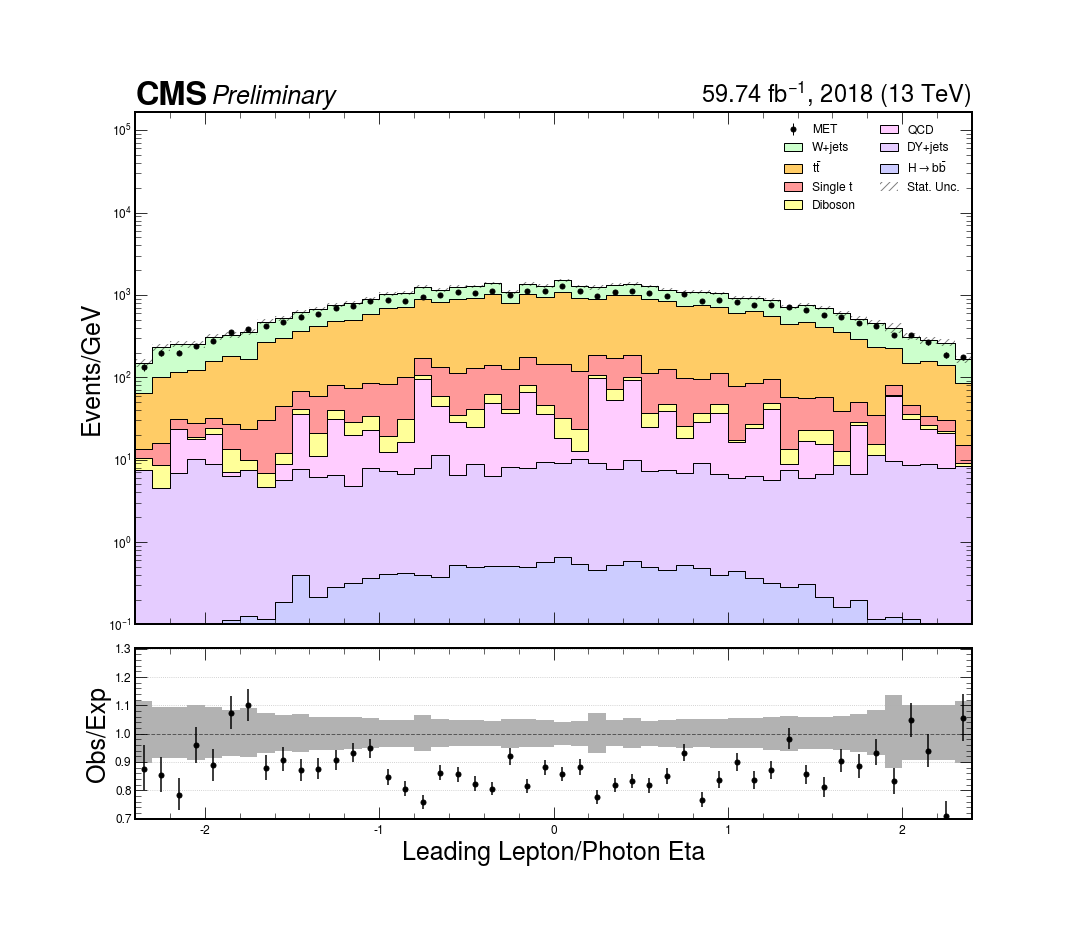 CMS Preliminary
59.74 fb⁻¹, 2018 (13 TeV)
MET
W+jets
tt̄
Single t
Diboson
QCD
DY+jets
H→bb̄
Stat. Unc.
Events/GeV
10⁵
10⁴
10³
10²
10¹
10⁰
10⁻¹
Obs/Exp
1.3
1.2
1.1
1.0
0.9
0.8
0.7
-2 -1 0 1 2
Leading Lepton/Photon Eta